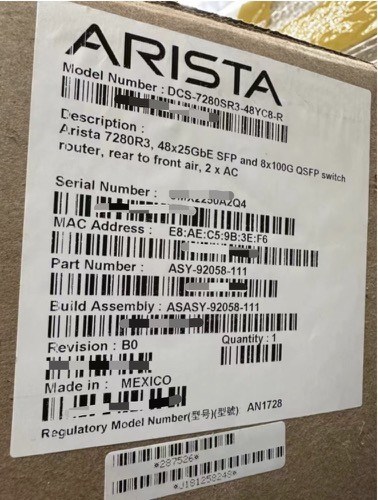 ARISTA
Model Number : DCS-7280SR3-48YC8-R
Description :
Arista 7280R3, 48x25GbE SFP and 8x100G QSFP switch
router, rear to front air, 2 x AC
Serial Number :
MAC Address : E8:AE:C5:9B:3E:F6
Part Number : ASY-92058-111
Build Assembly : ASASY-92058-111
Revision : B0
Quantity : 1
Made in : MEXICO
Regulatory Model Number(型号)(型號) AN1728
*287526*
*J181258248*